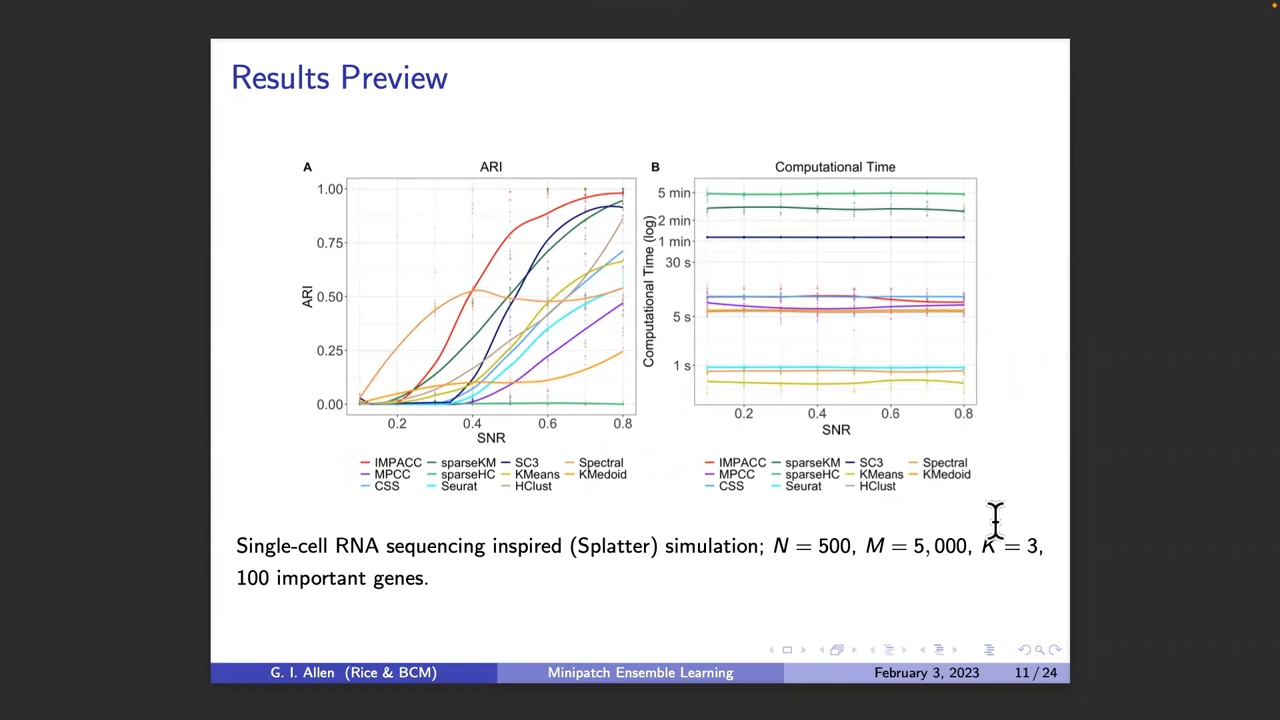 Results Preview
A
ARI
1.00
0.75
0.50
0.25
0.00
ARI
0.2
0.4
0.6
0.8
SNR
IMPACC sparseKM SC3 Spectral
MPCC sparseHC KMeans KMedoid
CSS Seurat HClust
B
Computational Time
5 min
2 min
1 min
30 s
5 s
1 s
Computational Time (log)
0.2
0.4
0.6
0.8
SNR
IMPACC sparseKM SC3 Spectral
MPCC sparseHC KMeans KMedoid
CSS Seurat HClust
Single-cell RNA sequencing inspired (Splatter) simulation; N = 500, M = 5,000, K = 3,
100 important genes.
G. I. Allen (Rice & BCM)
Minipatch Ensemble Learning
February 3, 2023
11 / 24